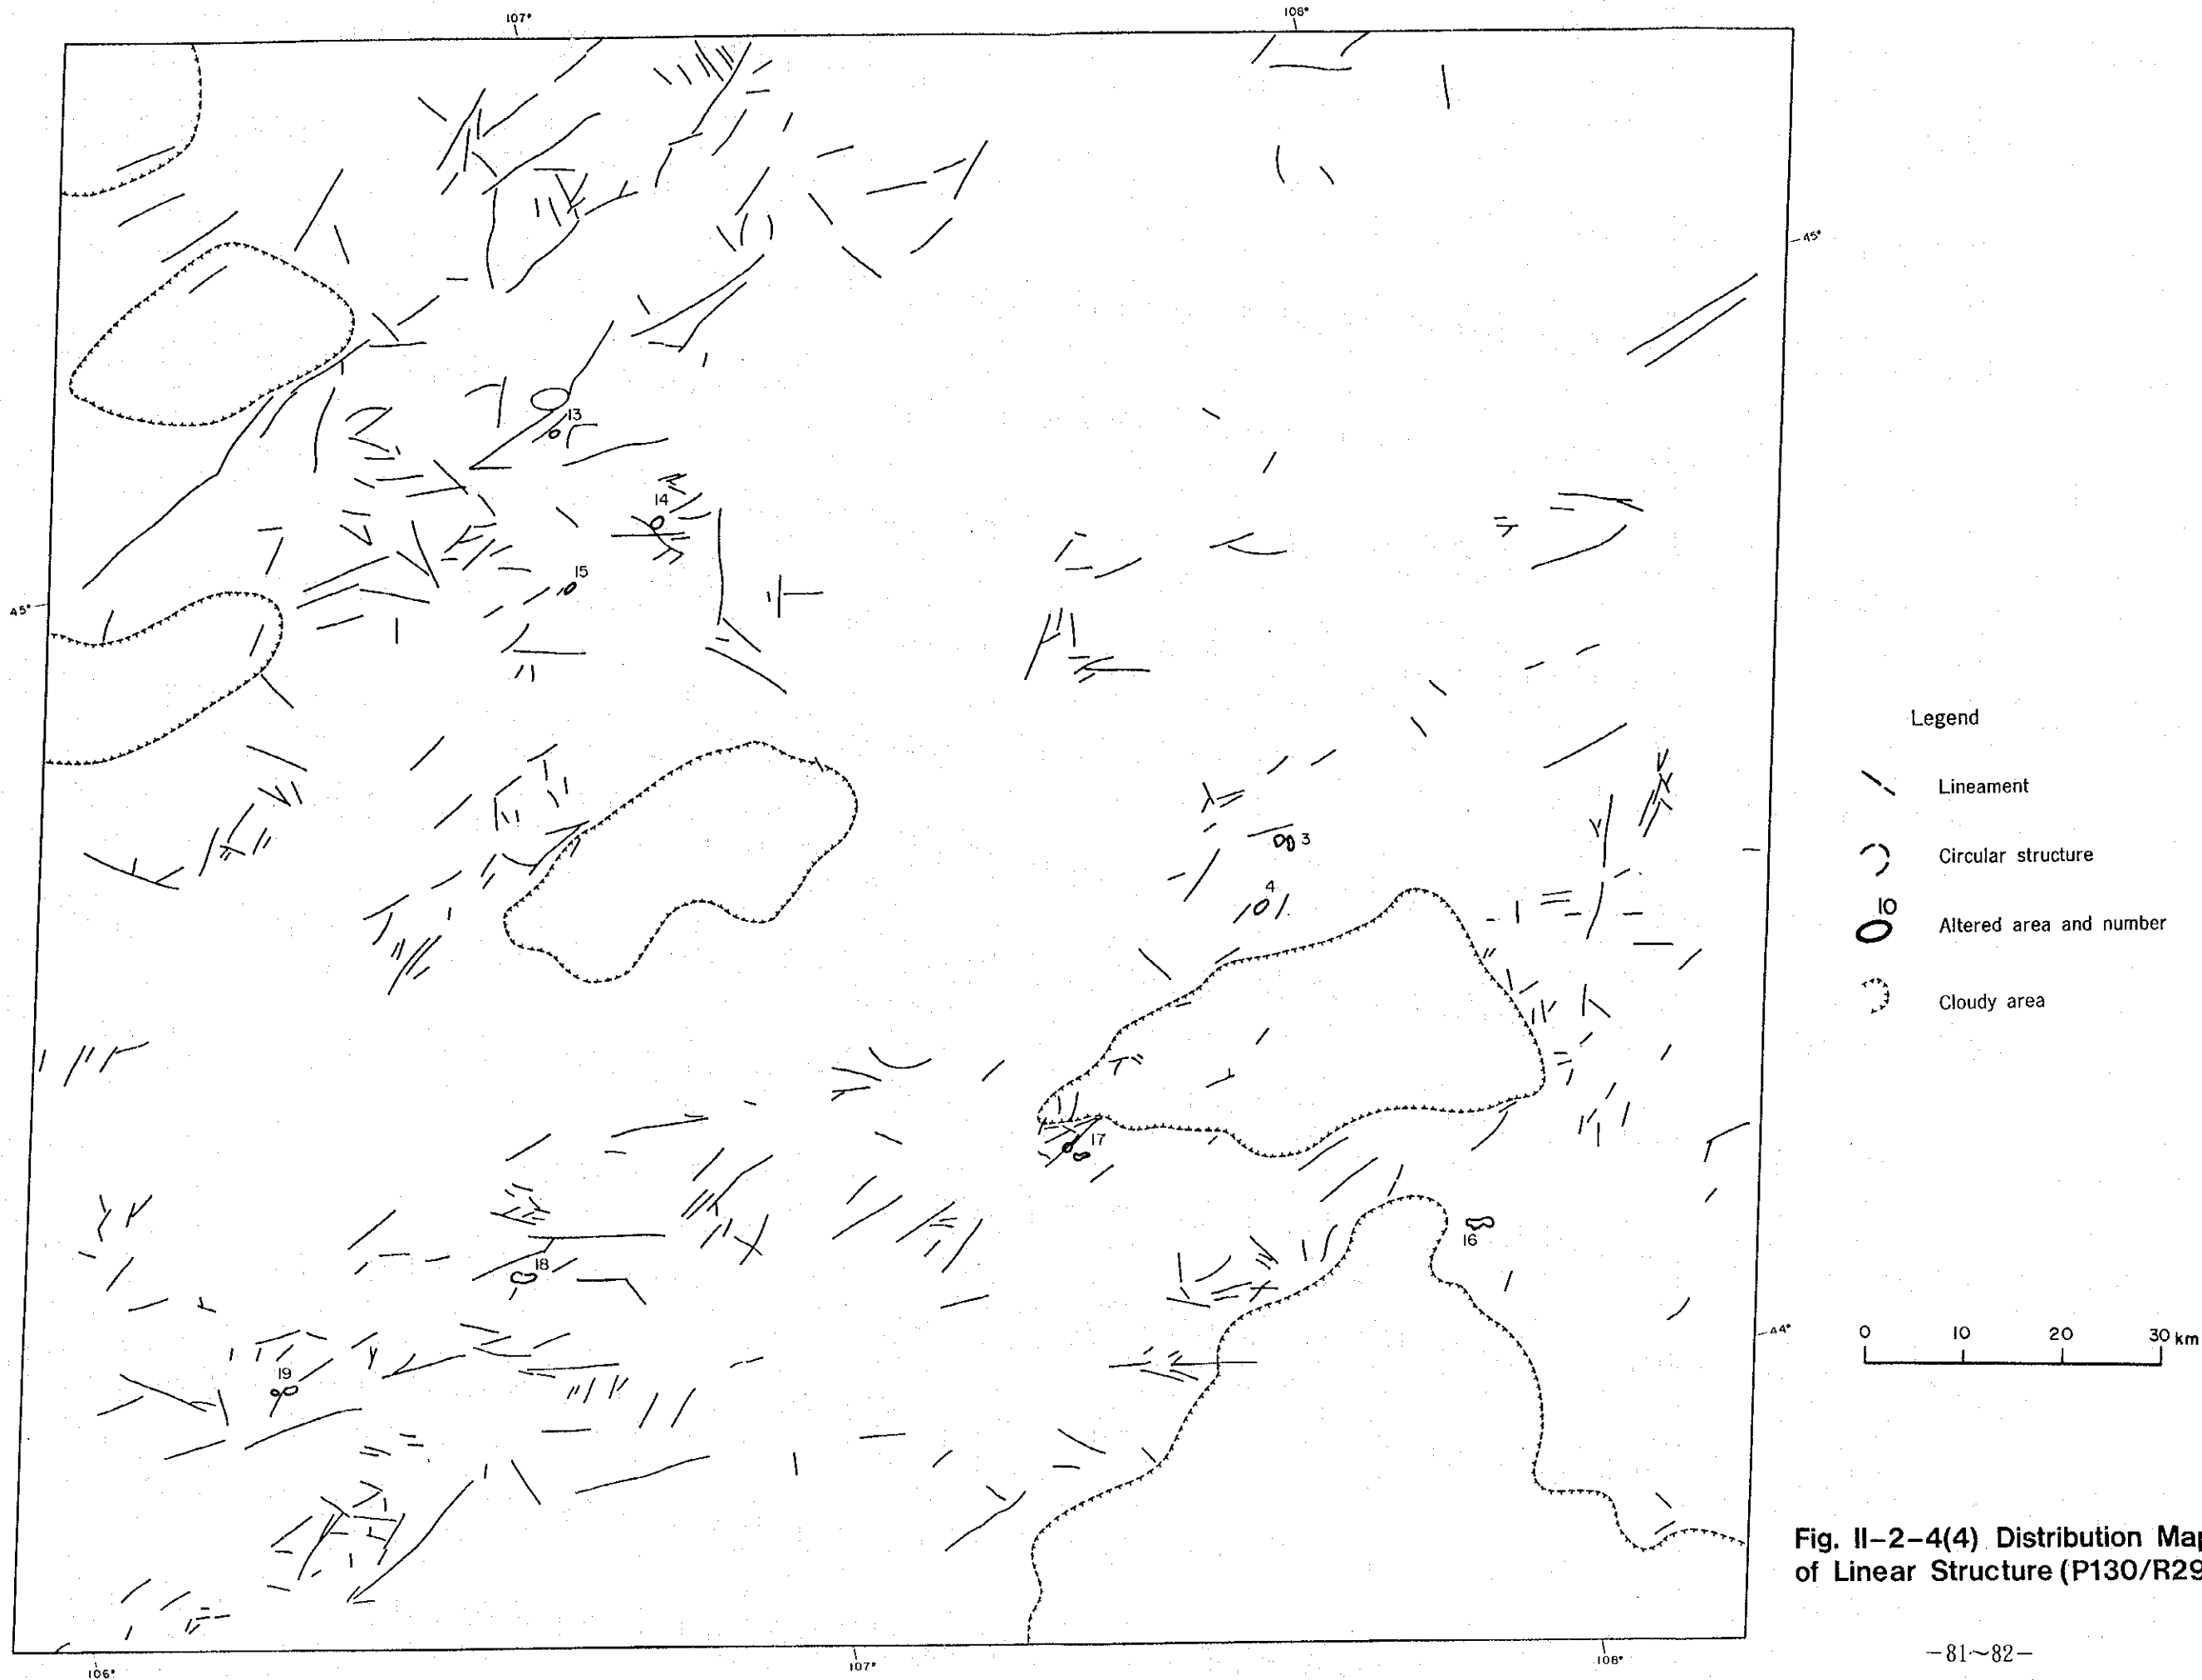 107°
108°
45°
13
14
15
45°
Legend
Lineament
3
Circular structure
4
10
Altered area and number
Cloudy area
17
16
18
44°
0 10 20 30 km
19
Fig. II-2-4(4) Distribution Map
of Linear Structure (P130/R29
-81~82-
106°
107°
108°